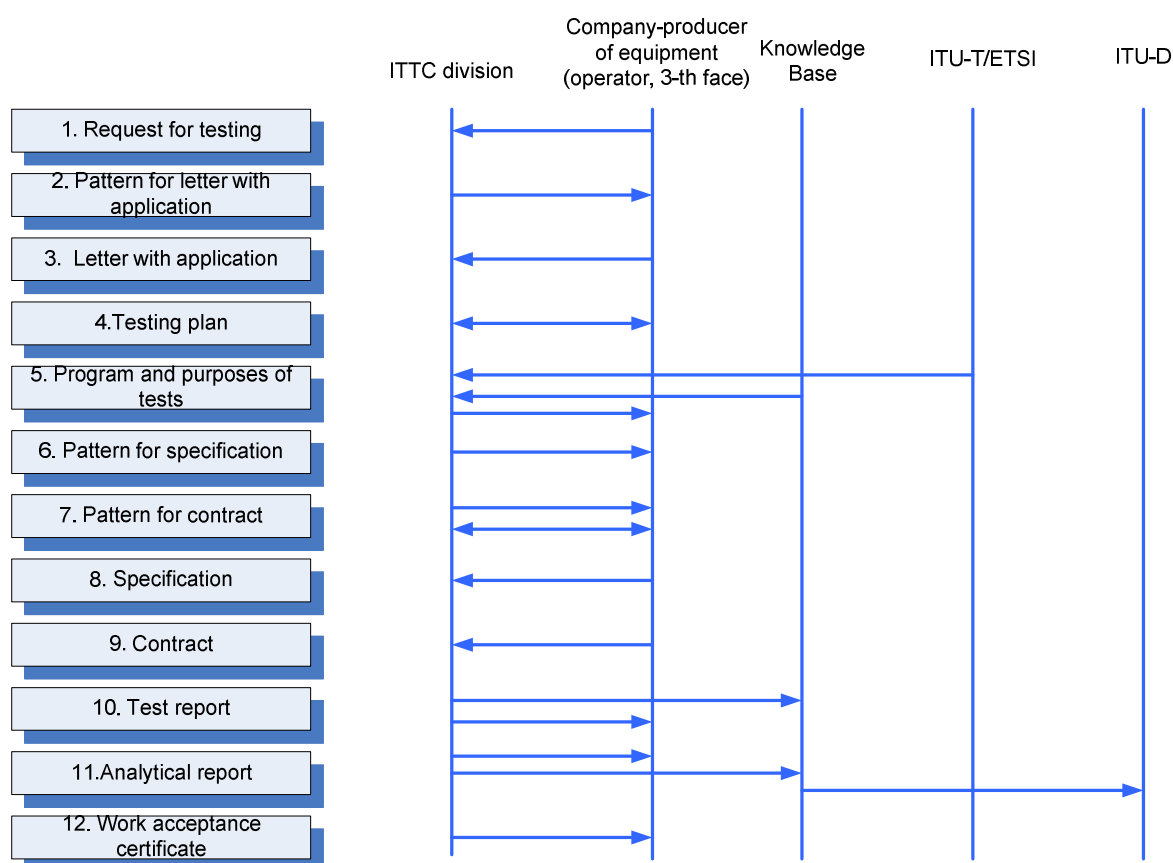 Company-producer
of equipment
(operator, 3-th face)
ITTC division
Knowledge
Base
ITU-T/ETSI
ITU-D
1. Request for testing
2. Pattern for letter with
application
3.  Letter with application
4.Testing plan
5. Program and purposes of
tests
6. Pattern for specification
7. Pattern for contract
8. Specification
9. Contract
10. Test report
11.Analytical report
12. Work acceptance
certificate